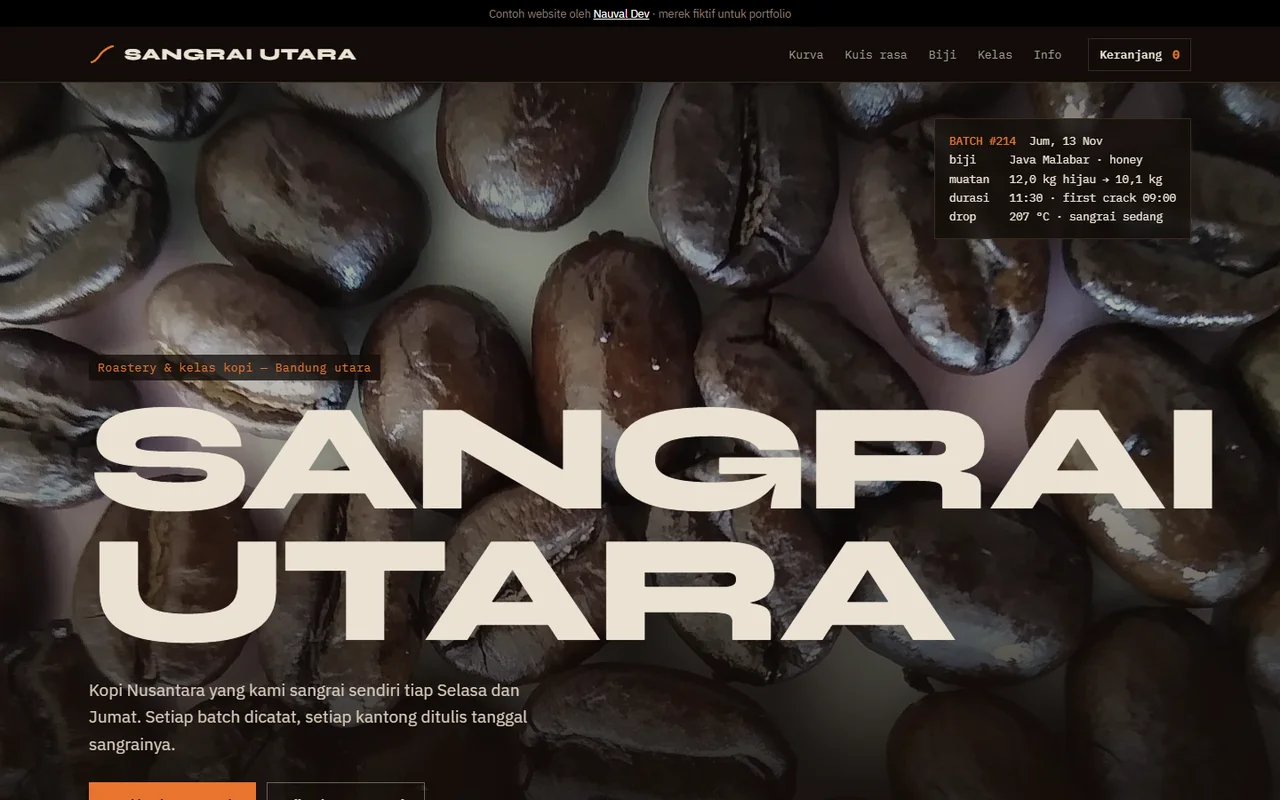 Contoh website oleh Nauval Dev · merek fiktif untuk portfolio
SANGRAI UTARA
Kurva Kuis rasa Biji Kelas Info Keranjang 0
BATCH #214 Jum, 13 Nov
biji Java Malabar · honey
muatan 12,0 kg hijau → 10,1 kg
durasi 11:30 · first crack 09:00
drop 207 °C · sangrai sedang
Roastery & kelas kopi — Bandung utara
SANGRAI
UTARA
Kopi Nusantara yang kami sangrai sendiri tiap Selasa dan
Jumat. Setiap batch dicatat, setiap kantong ditulis tanggal
sangrainya.